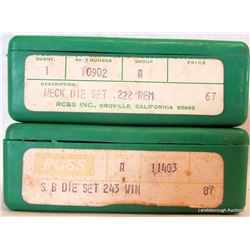 QUANT. PART NUMBER GROUP PRICE
1 10902 A
DESCRIPTION
NECK DIE SET .222 REM
RCBS INC., OROVILLE, CALIFORNIA 95965 67
RCBS A 11403
S B DIE SET 243 WIN
87
Landsborough Auctions